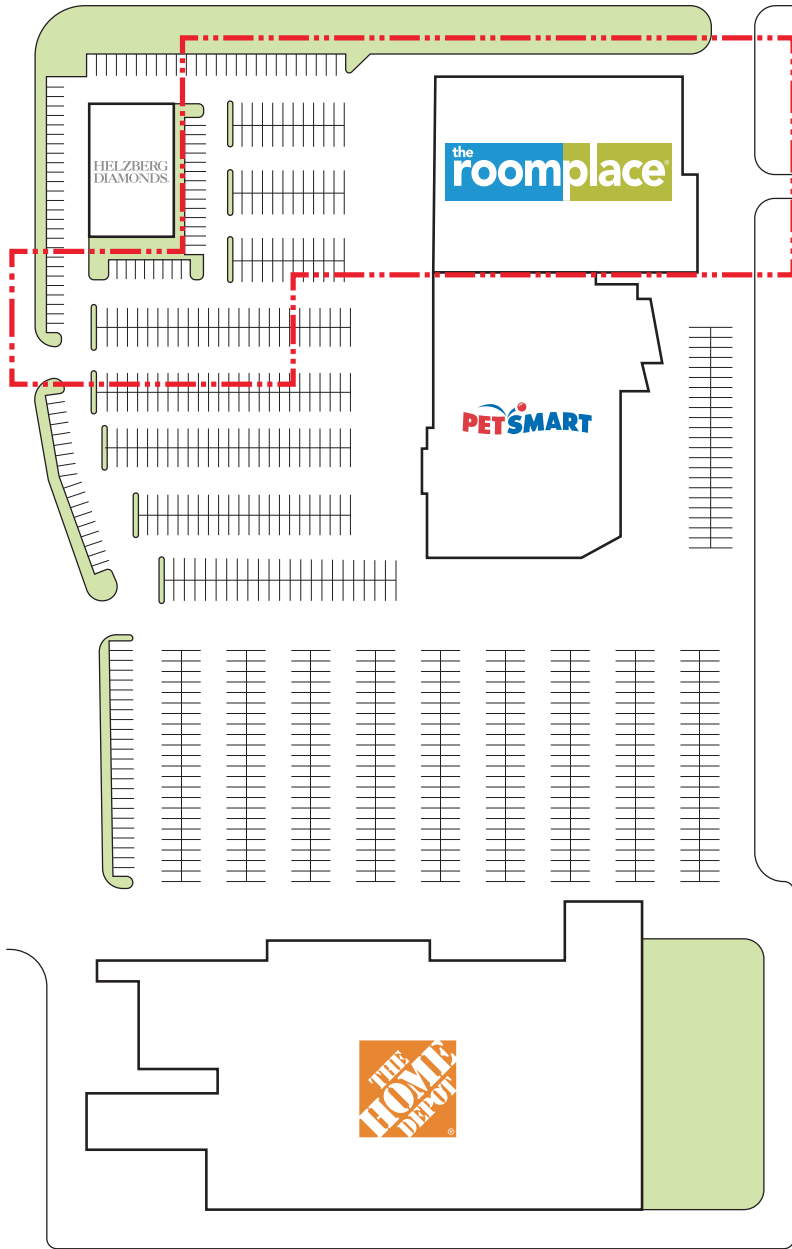 HELZBERG
DIAMONDS®
the
roomplace®
PETSMART
THE
HOME
DEPOT
®